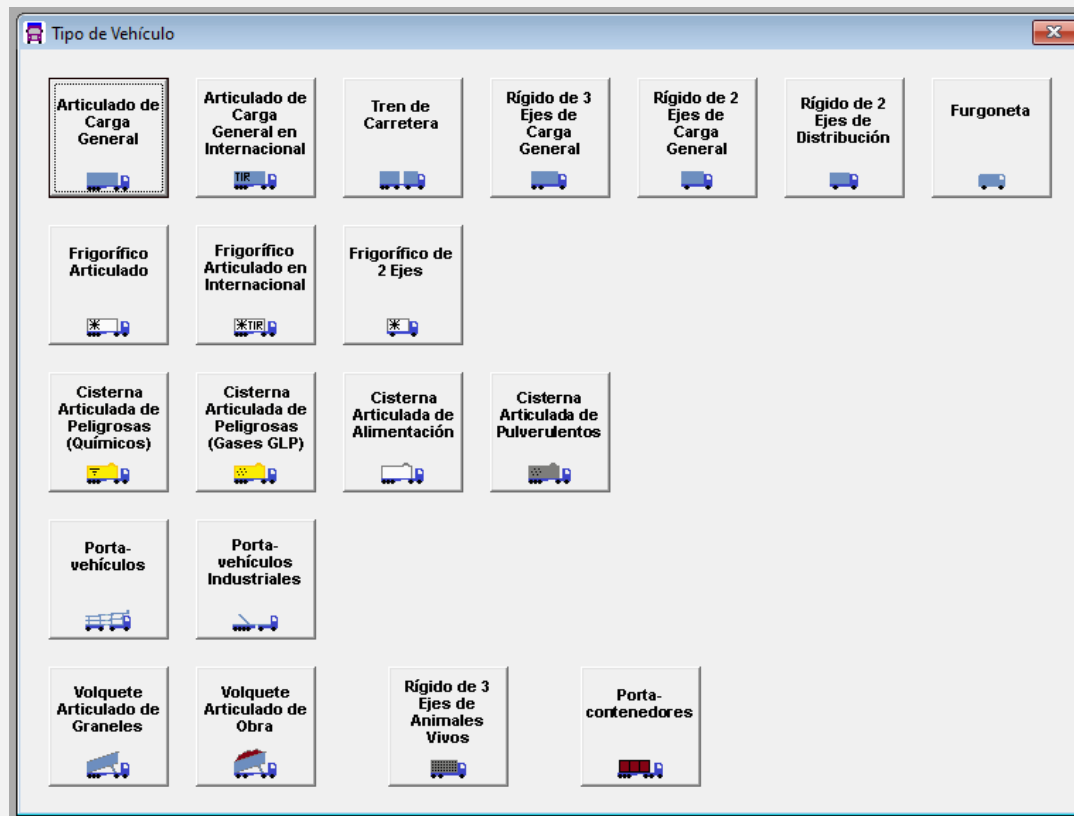 Tipo de Vehículo
Articulado de
Carga
General
Articulado de
Carga
General en
Internacional
TIR
Tren de
Carretera
Rígido de 3
Ejes de
Carga
General
Rígido de 2
Ejes de
Carga
General
Rígido de 2
Ejes de
Distribución
Furgoneta
Frigorífico
Articulado
Frigorífico
Articulado en
Internacional
TIR
Frigorífico de
2 Ejes
Cisterna
Articulada de
Peligrosas
(Químicos)
Cisterna
Articulada de
Peligrosas
(Gases GLP)
Cisterna
Articulada de
Alimentación
Cisterna
Articulada de
Pulverulentos
Porta-
vehículos
Porta-
vehículos
Industriales
Volquete
Articulado de
Graneles
Volquete
Articulado de
Obra
Rígido de 3
Ejes de
Animales
Vivos
Porta-
contenedores